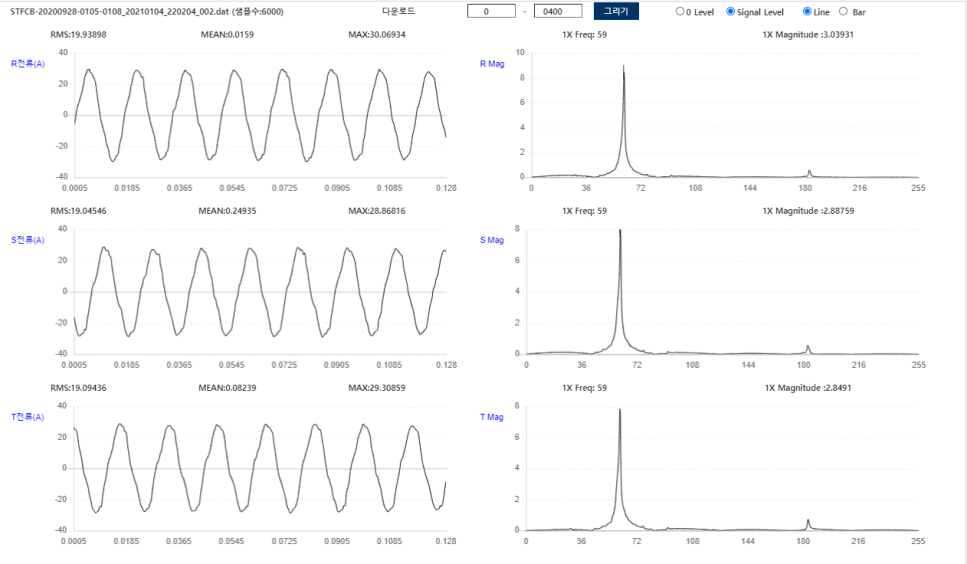 STFCB-20200928-0105-0108_20210104_220204_002.dat (샘플수:6000) 다운로드 0 - 0400 그리기 0 Level Signal Level Line Bar
RMS:19.93898 MEAN:0.0159 MAX:30.06934 1X Freq: 59 1X Magnitude :3.03931
R전류(A) 40 20 0 -20 -40
0.0005 0.0185 0.0365 0.0545 0.0725 0.0905 0.1085 0.128
R Mag 10 8 6 4 2 0
0 36 72 108 144 180 216 255
RMS:19.04546 MEAN:0.24935 MAX:28.86816 1X Freq: 59 1X Magnitude :2.88759
S전류(A) 40 20 0 -20 -40
0.0005 0.0185 0.0365 0.0545 0.0725 0.0905 0.1085 0.128
S Mag 8 6 4 2 0
0 36 72 108 144 180 216 255
RMS:19.09436 MEAN:0.08239 MAX:29.30859 1X Freq: 59 1X Magnitude :2.8491
T전류(A) 40 20 0 -20 -40
0.0005 0.0185 0.0365 0.0545 0.0725 0.0905 0.1085 0.128
T Mag 8 6 4 2 0
0 36 72 108 144 180 216 255